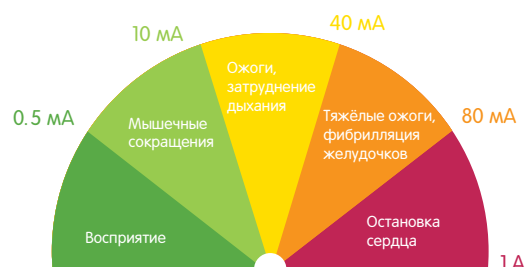 10 мА
40 мА
0.5 мА
80 мА
1 А
Восприятие
Мышечные
сокращения
Ожоги,
затруднение
дыхания
Тяжёлые ожоги,
фибрилляция
желудочков
Остановка
сердца